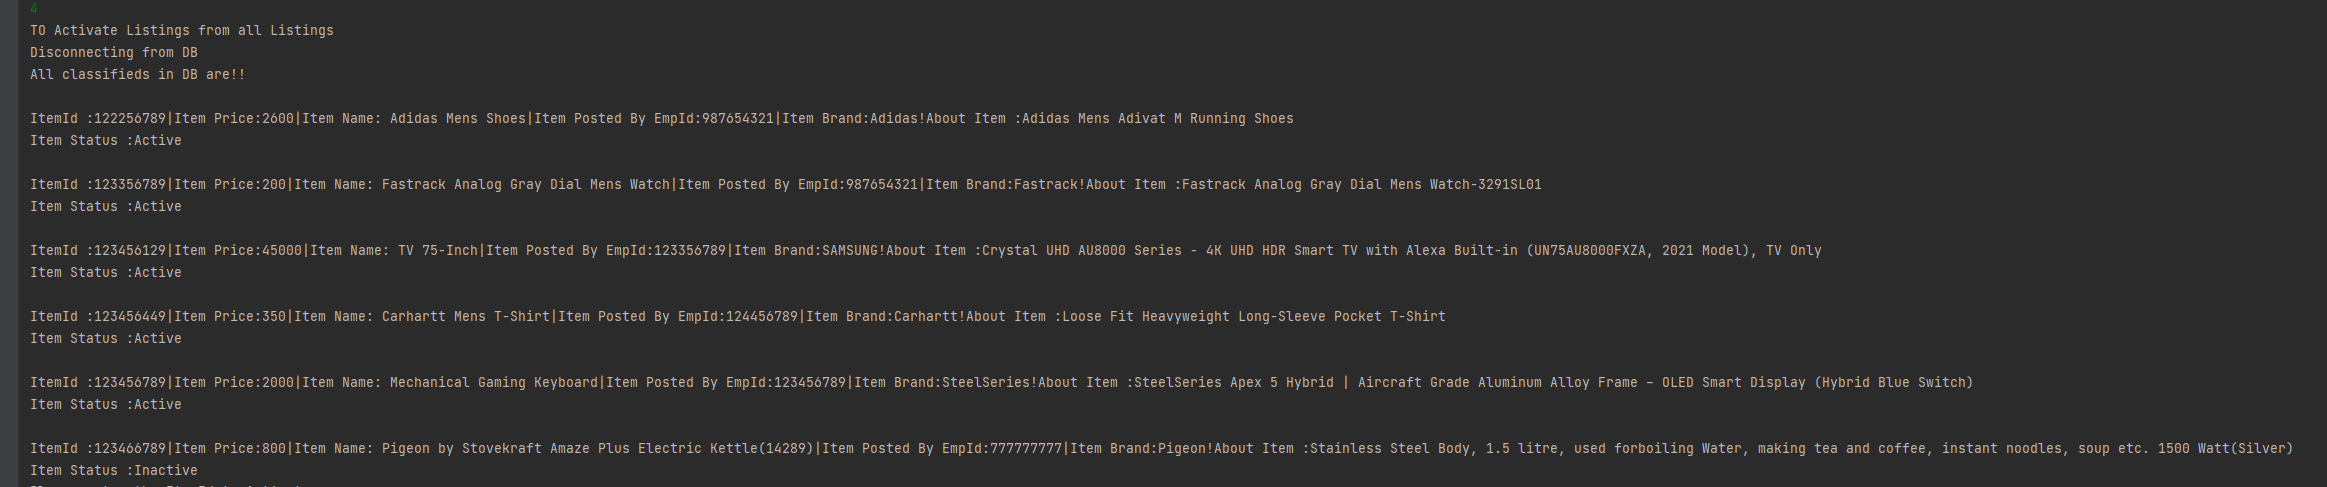 4
TO Activate Listings from all Listings
Disconnecting from DB
All classifieds in DB are!!
ItemId :122256789|Item Price:2600|Item Name: Adidas Mens Shoes|Item Posted By EmpId:987654321|Item Brand:Adidas!About Item :Adidas Mens Adivat M Running Shoes
Item Status :Active
ItemId :123356789|Item Price:200|Item Name: Fastrack Analog Gray Dial Mens Watch|Item Posted By EmpId:987654321|Item Brand:Fastrack!About Item :Fastrack Analog Gray Dial Mens Watch-3291SL01
Item Status :Active
ItemId :123456129|Item Price:45000|Item Name: TV 75-Inch|Item Posted By EmpId:123356789|Item Brand:SAMSUNG!About Item :Crystal UHD AU8000 Series - 4K UHD HDR Smart TV with Alexa Built-in (UN75AU8000FXZA, 2021 Model), TV Only
Item Status :Active
ItemId :123456449|Item Price:350|Item Name: Carhartt Mens T-Shirt|Item Posted By EmpId:124456789|Item Brand:Carhartt!About Item :Loose Fit Heavyweight Long-Sleeve Pocket T-Shirt
Item Status :Active
ItemId :123456789|Item Price:2000|Item Name: Mechanical Gaming Keyboard|Item Posted By EmpId:123456789|Item Brand:SteelSeries!About Item :SteelSeries Apex 5 Hybrid | Aircraft Grade Aluminum Alloy Frame – OLED Smart Display (Hybrid Blue Switch)
Item Status :Active
ItemId :123466789|Item Price:800|Item Name: Pigeon by Stovekraft Amaze Plus Electric Kettle(14289)|Item Posted By EmpId:777777777|Item Brand:Pigeon!About Item :Stainless Steel Body, 1.5 litre, used forboiling Water, making tea and coffee, instant noodles, soup etc. 1500 Watt(Silver)
Item Status :Inactive